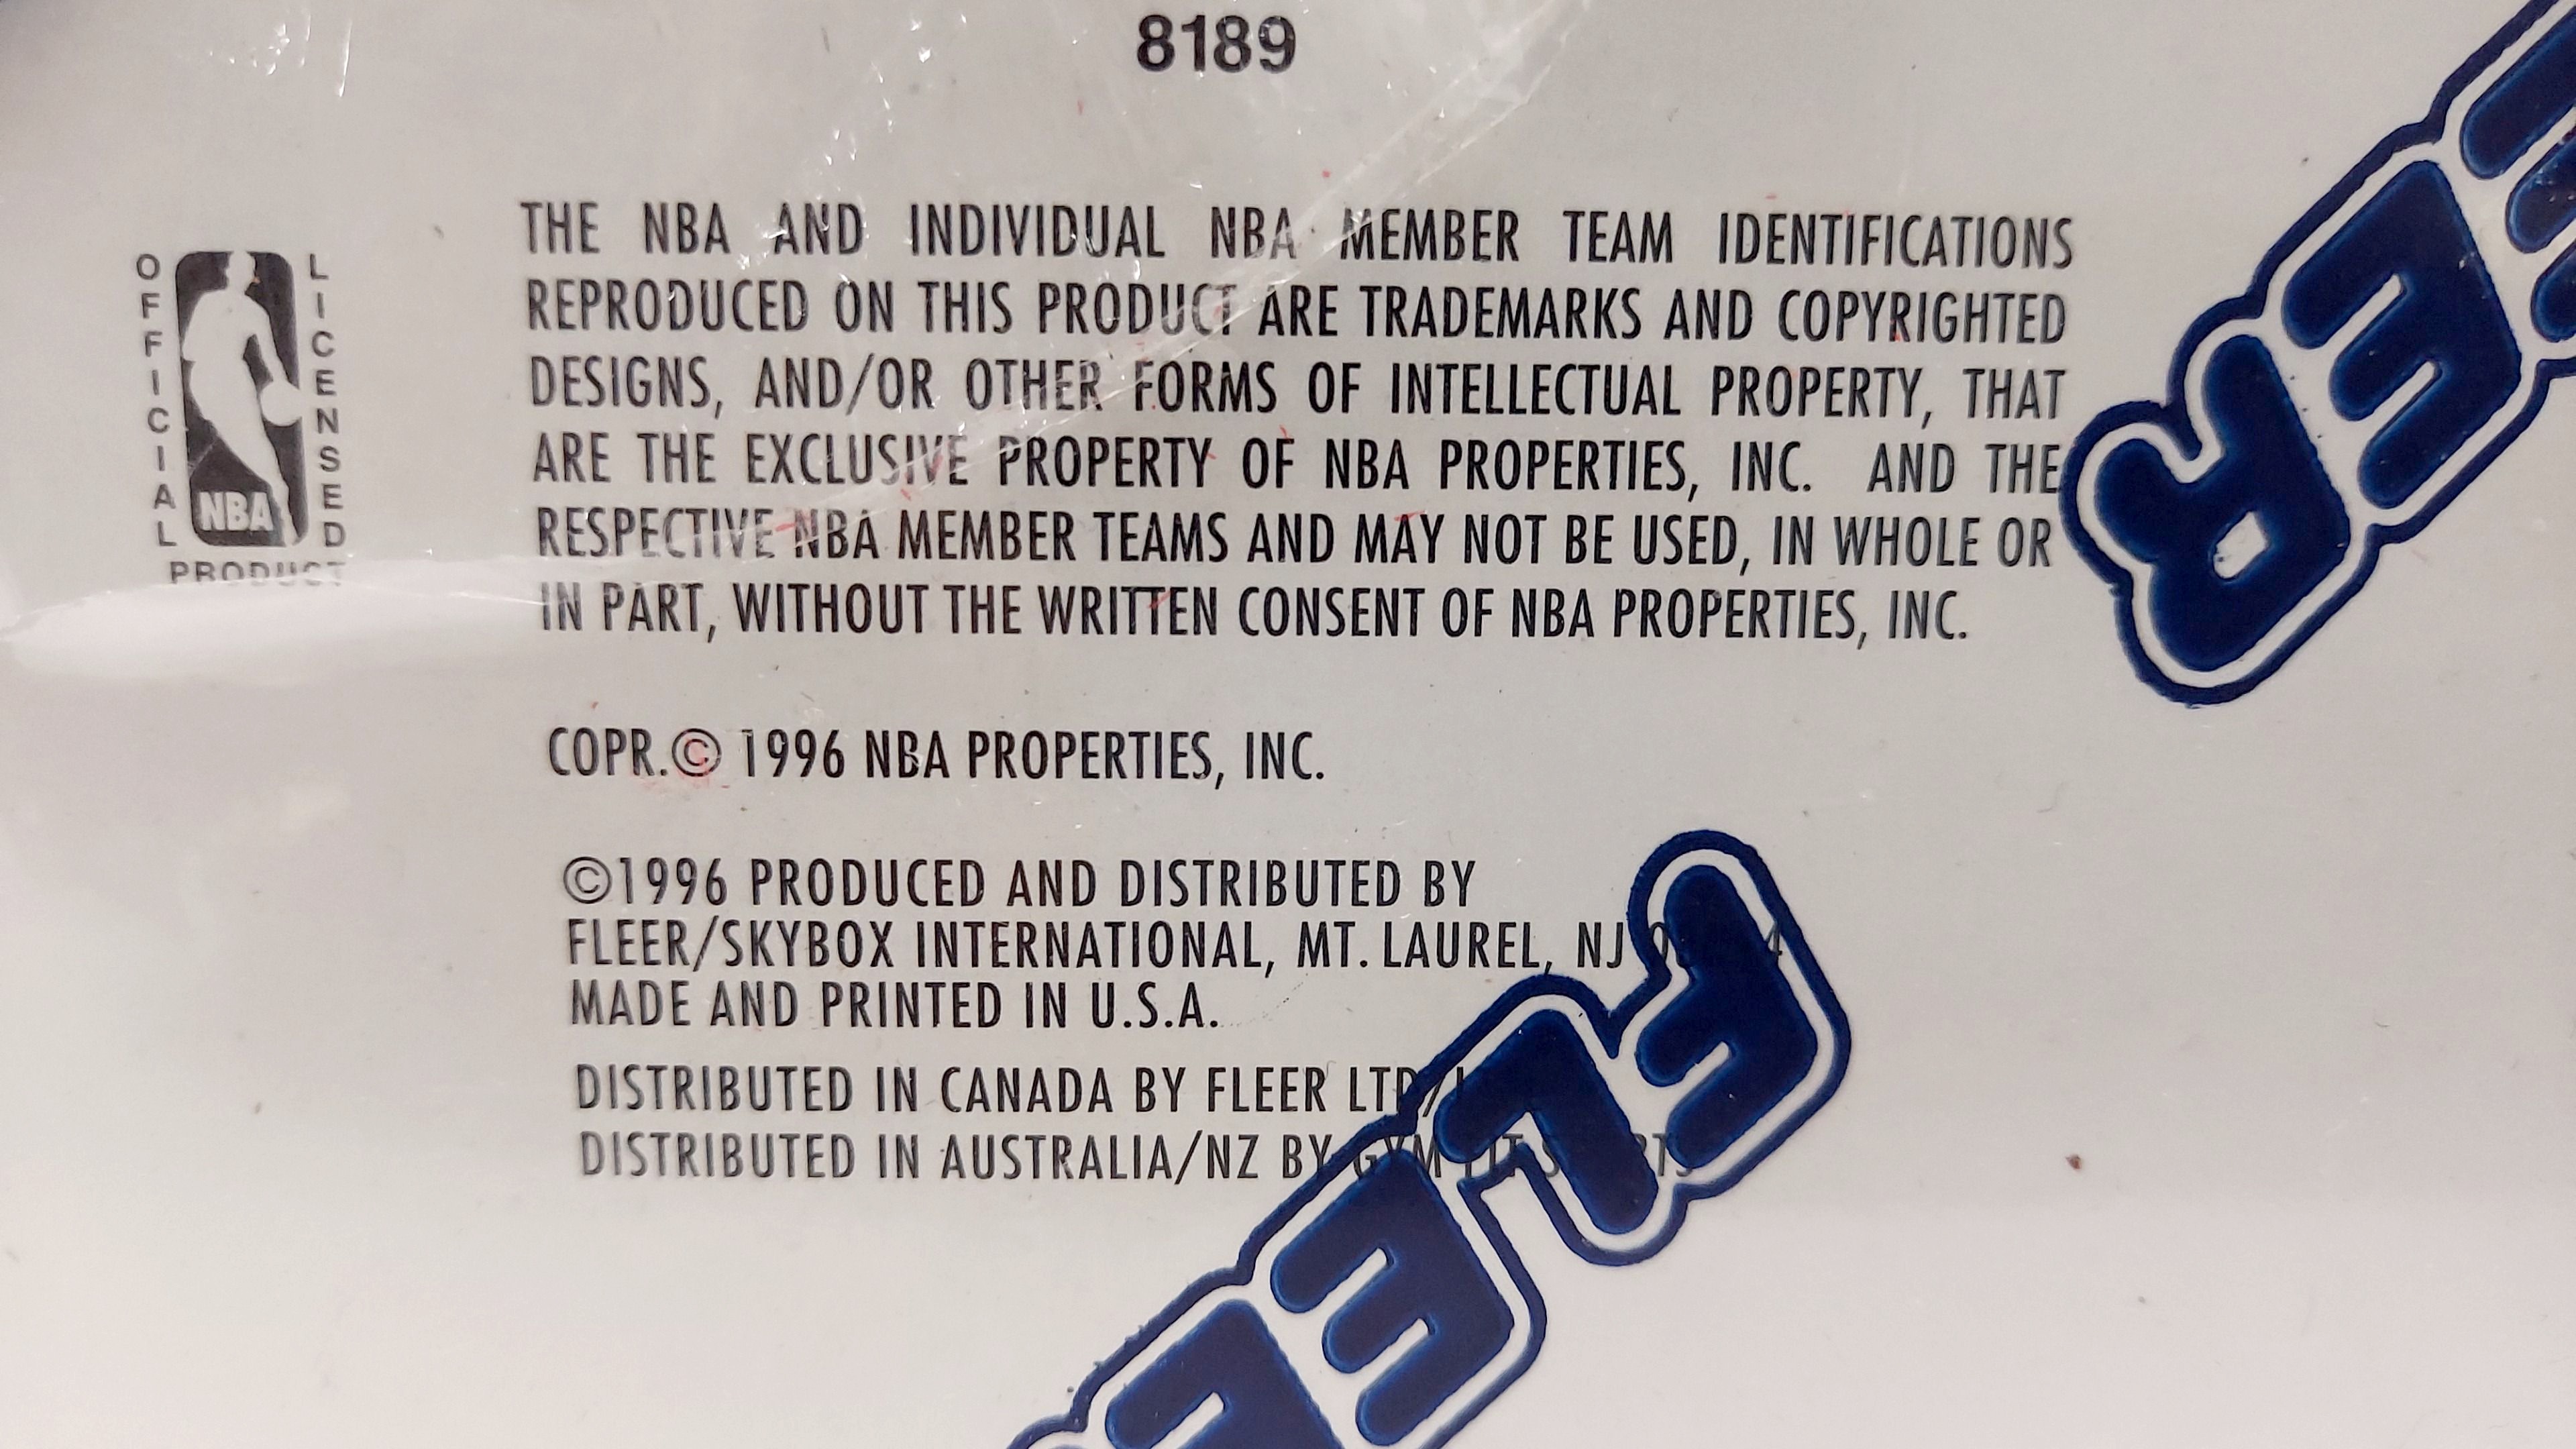 8189
OFFICIAL LICENSED PRODUCT
NBA
THE NBA AND INDIVIDUAL NBA MEMBER TEAM IDENTIFICATIONS
REPRODUCED ON THIS PRODUCT ARE TRADEMARKS AND COPYRIGHTED
DESIGNS, AND/OR OTHER FORMS OF INTELLECTUAL PROPERTY, THAT
ARE THE EXCLUSIVE PROPERTY OF NBA PROPERTIES, INC. AND THE
RESPECTIVE NBA MEMBER TEAMS AND MAY NOT BE USED, IN WHOLE OR
IN PART, WITHOUT THE WRITTEN CONSENT OF NBA PROPERTIES, INC.
COPR.© 1996 NBA PROPERTIES, INC.
©1996 PRODUCED AND DISTRIBUTED BY
FLEER/SKYBOX INTERNATIONAL, MT. LAUREL, NJ
MADE AND PRINTED IN U.S.A.
DISTRIBUTED IN CANADA BY FLEER
DISTRIBUTED IN AUSTRALIA/NZ BY GYM